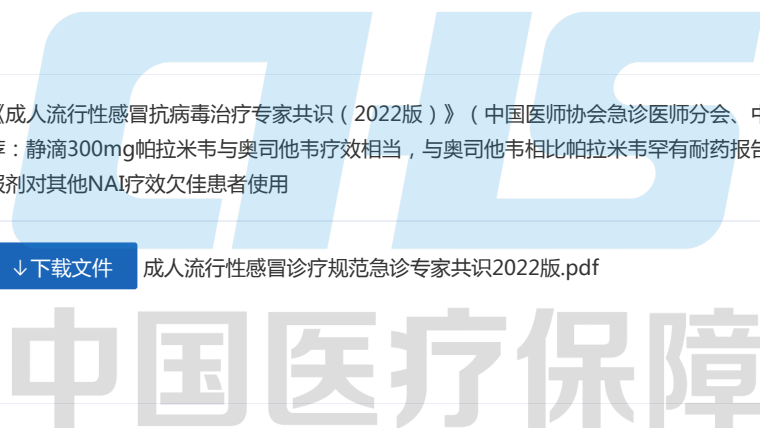 《成人流行性感冒抗病毒治疗专家共识（2022版）》（中国医师协会急诊医师分会、中
荐：静滴300mg帕拉米韦与奥司他韦疗效相当，与奥司他韦相比帕拉米韦罕有耐药报告
服剂对其他NAI疗效欠佳患者使用
↓下载文件 成人流行性感冒诊疗规范急诊专家共识2022版.pdf
中国医疗保障